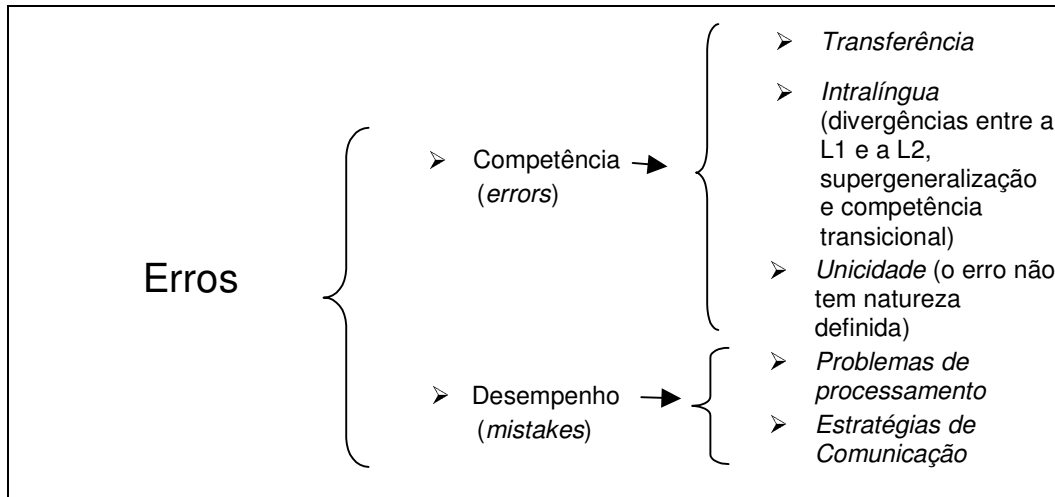 Erros
➢ Competência
(errors)
➢ Transferência
➢ Intralíngua
(divergências entre a
L1 e a L2,
supergeneralização
e competência
transicional)
➢ Unicidade (o erro não
tem natureza
definida)
➢ Desempenho
(mistakes)
➢ Problemas de
processamento
➢ Estratégias de
Comunicação